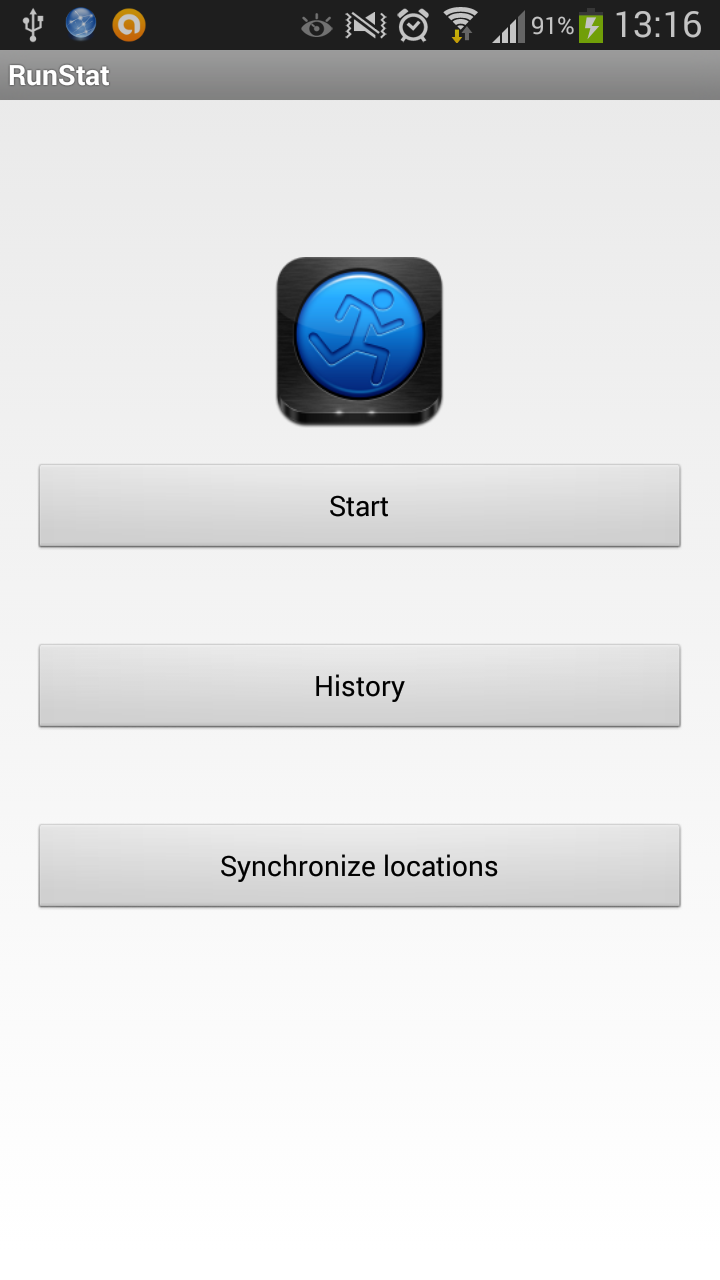 91% 13:16
RunStat
Start
History
Synchronize locations